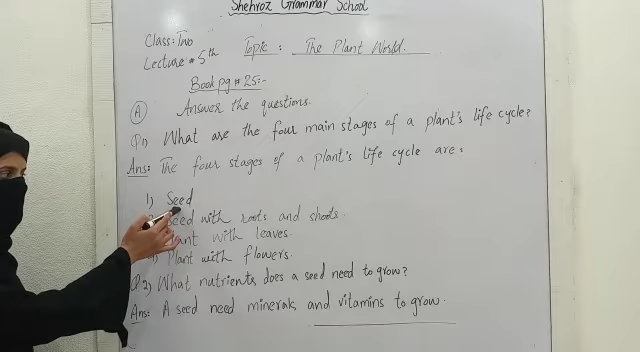 Shehroz Grammar School
Class: Two
Lecture # 5th Topic : The Plant World.
Book pg # 25:-
(A) Answer the questions.
Q1) What are the four main stages of a plant's life cycle?
Ans: The four stages of a plant's life cycle are:
1) Seed
Seed with roots and shoots.
Plant with leaves.
Plant with flowers.
Q2) What nutrients does a seed need to grow?
Ans: A seed need minerals, and vitamins to grow.